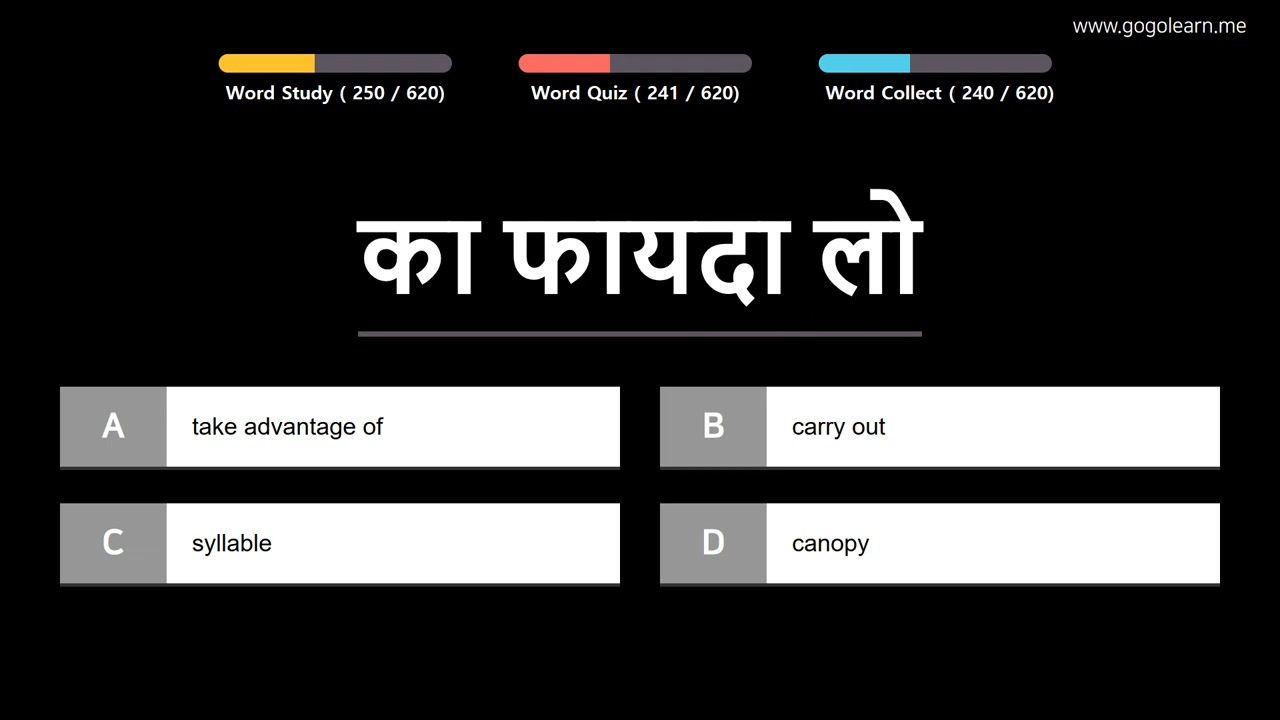 www.gogolearn.me
Word Study ( 250 / 620)
Word Quiz ( 241 / 620)
Word Collect ( 240 / 620)
का फायदा लो
A
take advantage of
B
carry out
C
syllable
D
canopy